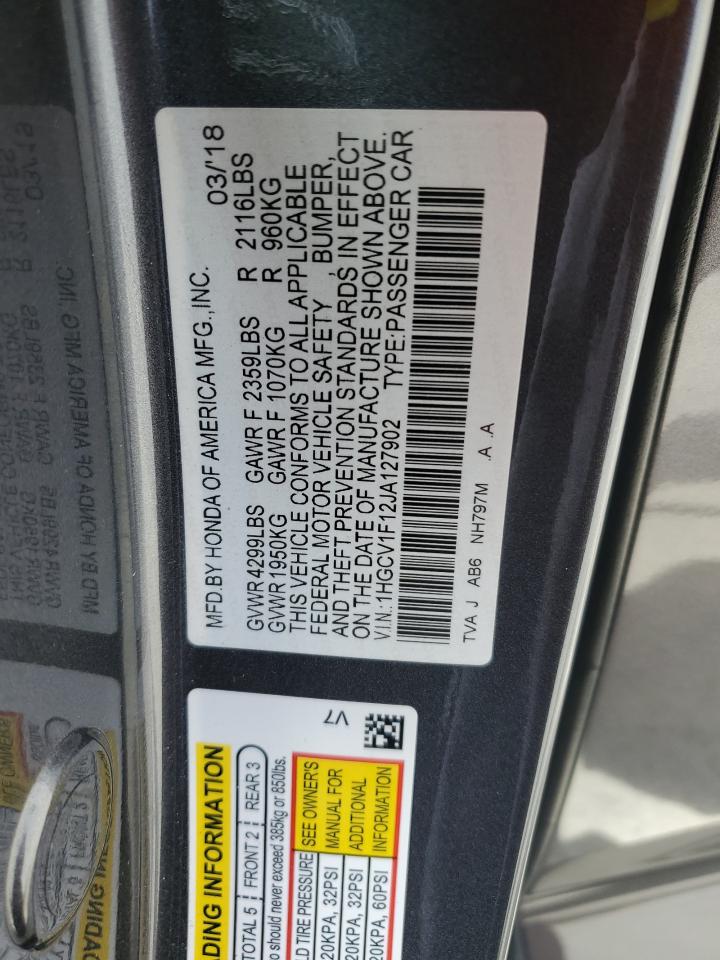 MFD.BY HONDA OF AMERICA MFG.,INC. 03/'18
GVWR 4299LBS GAWR F 2359LBS R 2116LBS
GVWR 1950KG GAWR F 1070KG R 960KG
THIS VEHICLE CONFORMS TO ALL APPLICABLE
FEDERAL MOTOR VEHICLE SAFETY , BUMPER,
AND THEFT PREVENTION STANDARDS IN EFFECT
ON THE DATE OF MANUFACTURE SHOWN ABOVE.
V.I.N.:1HGCV1F12JA127902 TYPE:PASSENGER CAR
TVA J AB6 NH797M .A .A
INFORMATION
TOTAL 5 FRONT 2 REAR 3
should never exceed 385kg or 850lbs.
TIRE PRESSURE SEE OWNER'S
20KPA, 32PSI MANUAL FOR
20KPA, 32PSI ADDITIONAL
20KPA, 60PSI INFORMATION
V7